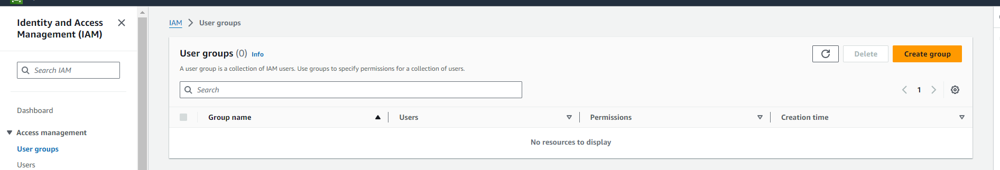 Identity and Access
Management (IAM)
Search IAM
Dashboard
Access management
User groups
Users
IAM > User groups
User groups (0) Info
A user group is a collection of IAM users. Use groups to specify permissions for a collection of users.
Delete
Create group
Search
1
Group name Users Permissions Creation time
No resources to display